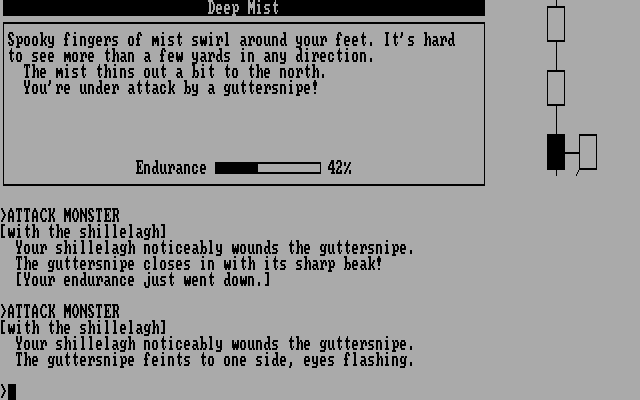 Deep Mist
Spooky fingers of mist swirl around your feet. It's hard
to see more than a few yards in any direction.
The mist thins out a bit to the north.
You're under attack by a guttersnipe!
Endurance 42%
>ATTACK MONSTER
[with the shillelagh]
Your shillelagh noticeably wounds the guttersnipe.
The guttersnipe closes in with its sharp beak!
[Your endurance just went down.]
>ATTACK MONSTER
[with the shillelagh]
Your shillelagh noticeably wounds the guttersnipe.
The guttersnipe feints to one side, eyes flashing.
>